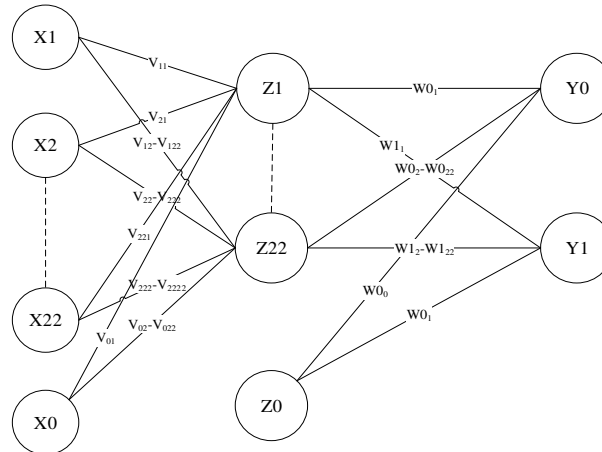 X1
Z1
Y0
V₁₁
W0₁
V₂₁
X2
V₁₂-V₁₂₂
W1₁
W0₂-W0₂₂
V₂₂-V₂₂₂
V₂₂₁
Z22
W1₂-W1₂₂
Y1
V₂₂₂-V₂₂₂₂
W0₀
X22
V₀₂-V₀₂₂
W0₁
V₀₁
X0
Z0